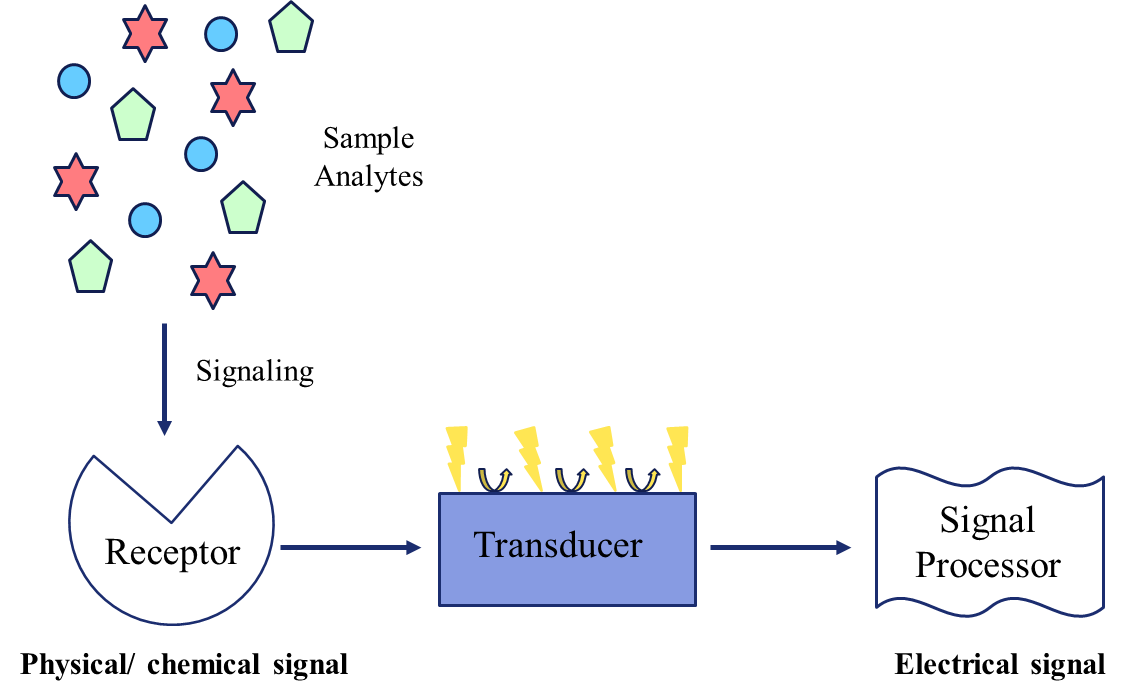 Sample
Analytes
Signaling
Receptor
Transducer
Signal
Processor
Physical/ chemical signal
Electrical signal